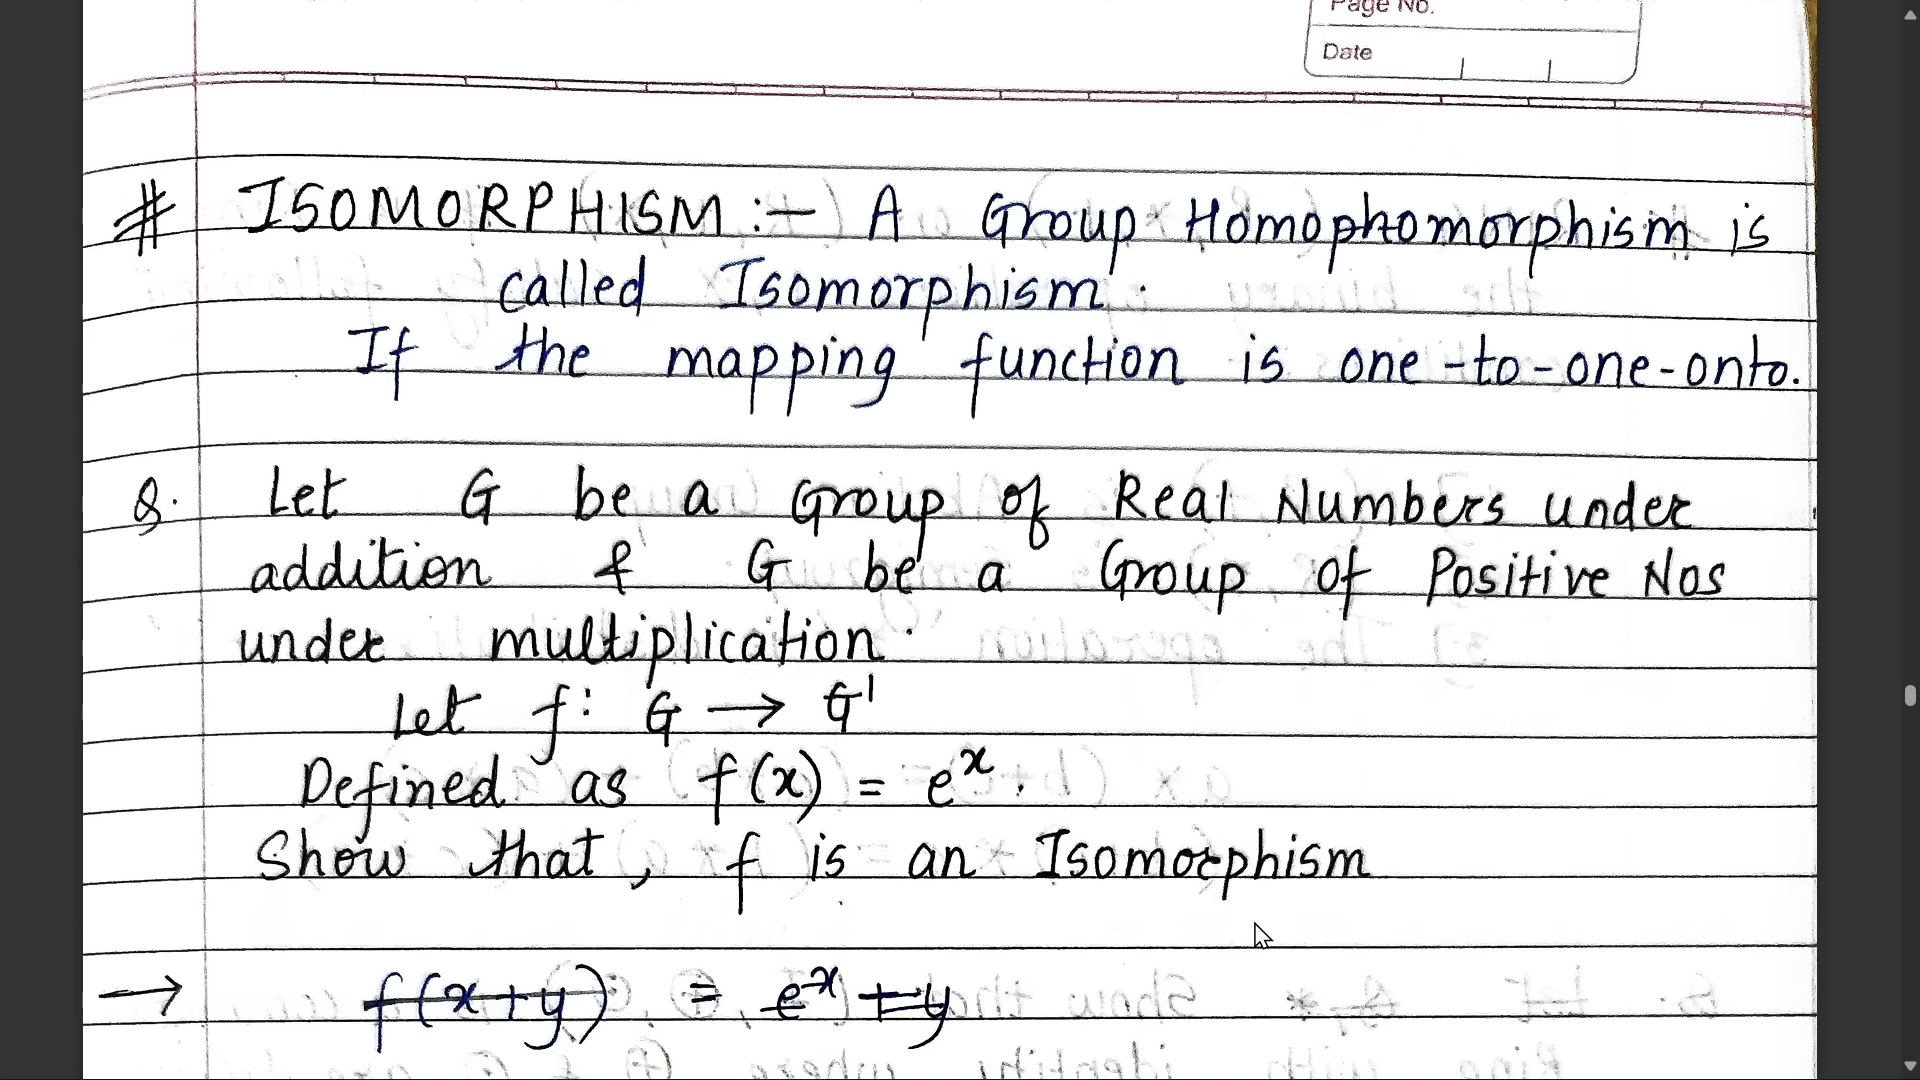 Page No.
Date
# ISOMORPHISM :- A Group Homophomorphism is
called Isomorphism.
If the mapping function is one-to-one-onto.
Q. Let G be a Group of Real Numbers under
addition & G be a Group of Positive Nos
under multiplication.
Let f: G → G'
Defined as f(x) = eˣ.
Show that, f is an Isomorphism
→ f(x+y) = eˣ + y